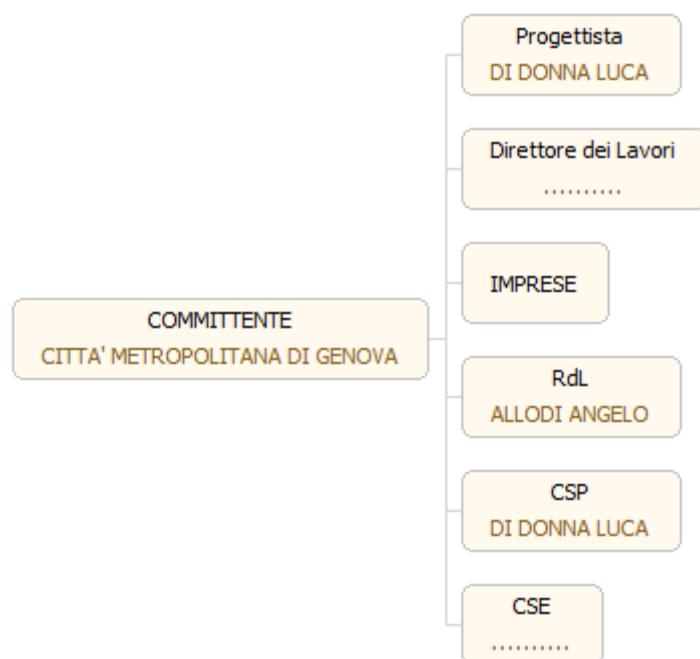 Progettista
DI DONNA LUCA
Direttore dei Lavori
..........
IMPRESE
COMMITTENTE
CITTA' METROPOLITANA DI GENOVA
RdL
ALLODI ANGELO
CSP
DI DONNA LUCA
CSE
..........